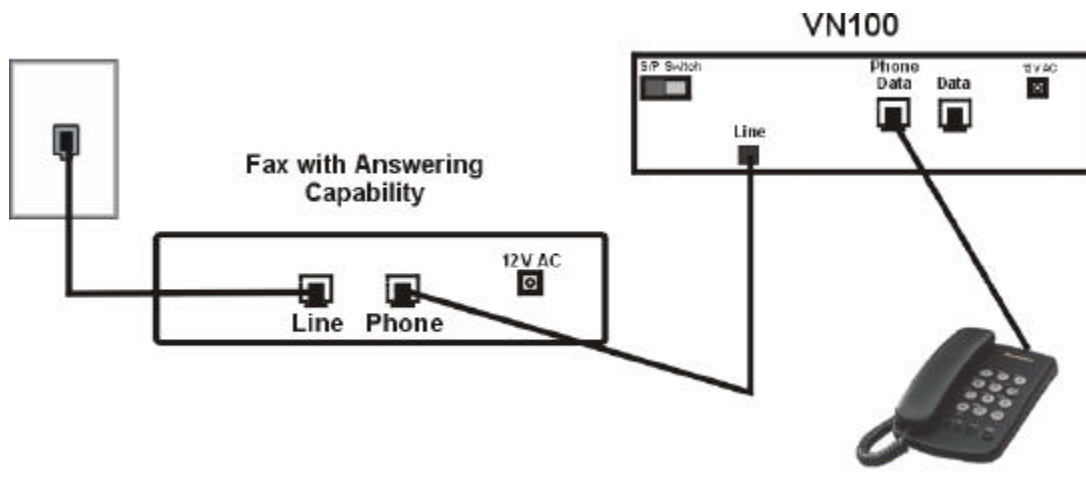 VN100
S/P Switch
Phone
Data
Data
12V AC
Line
Fax with Answering
Capability
12V AC
Line
Phone